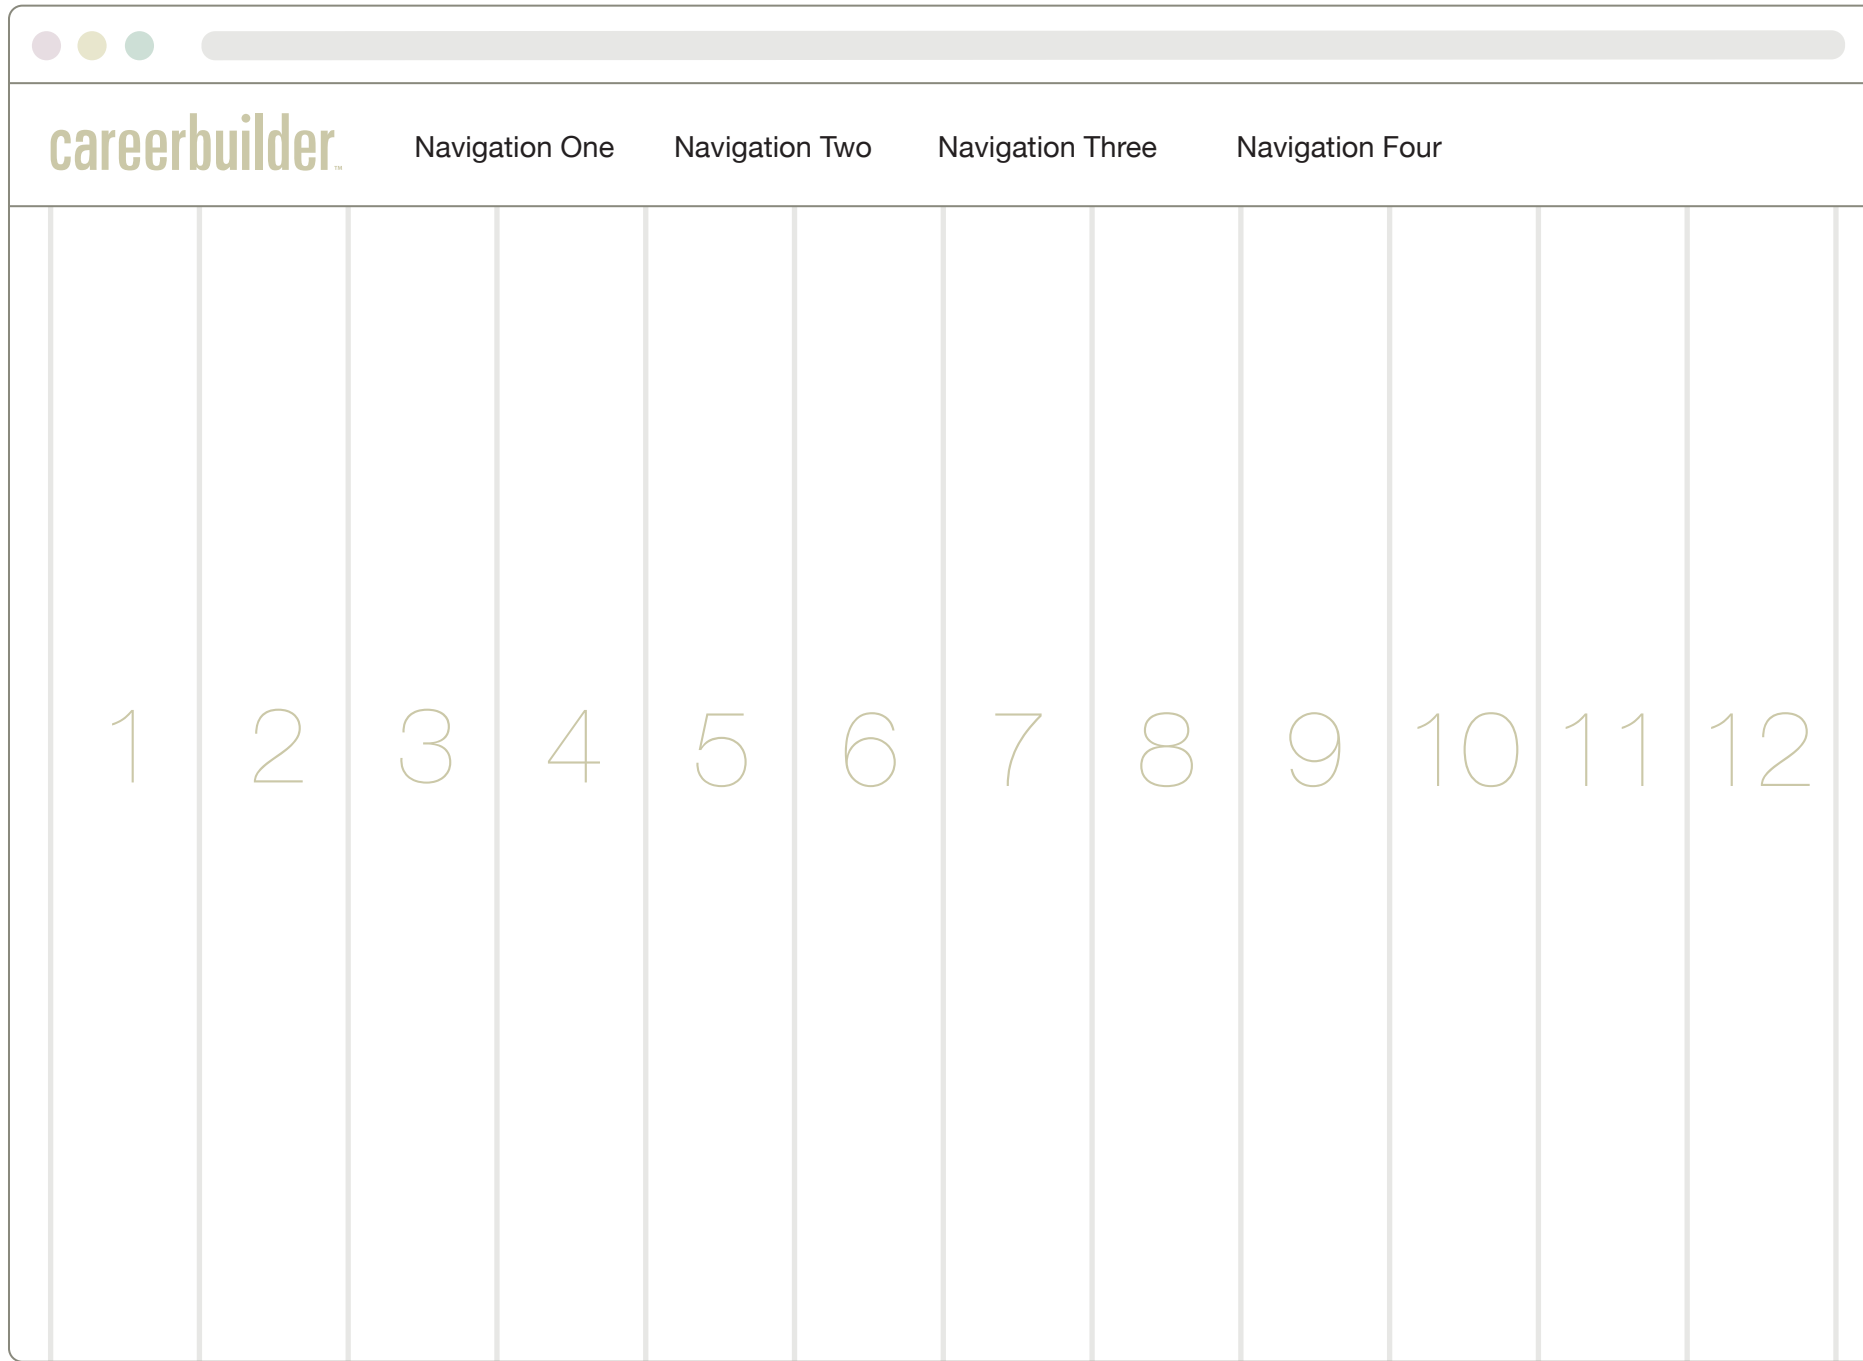 careerbuilder™ Navigation One Navigation Two Navigation Three Navigation Four
1 2 3 4 5 6 7 8 9 10 11 12